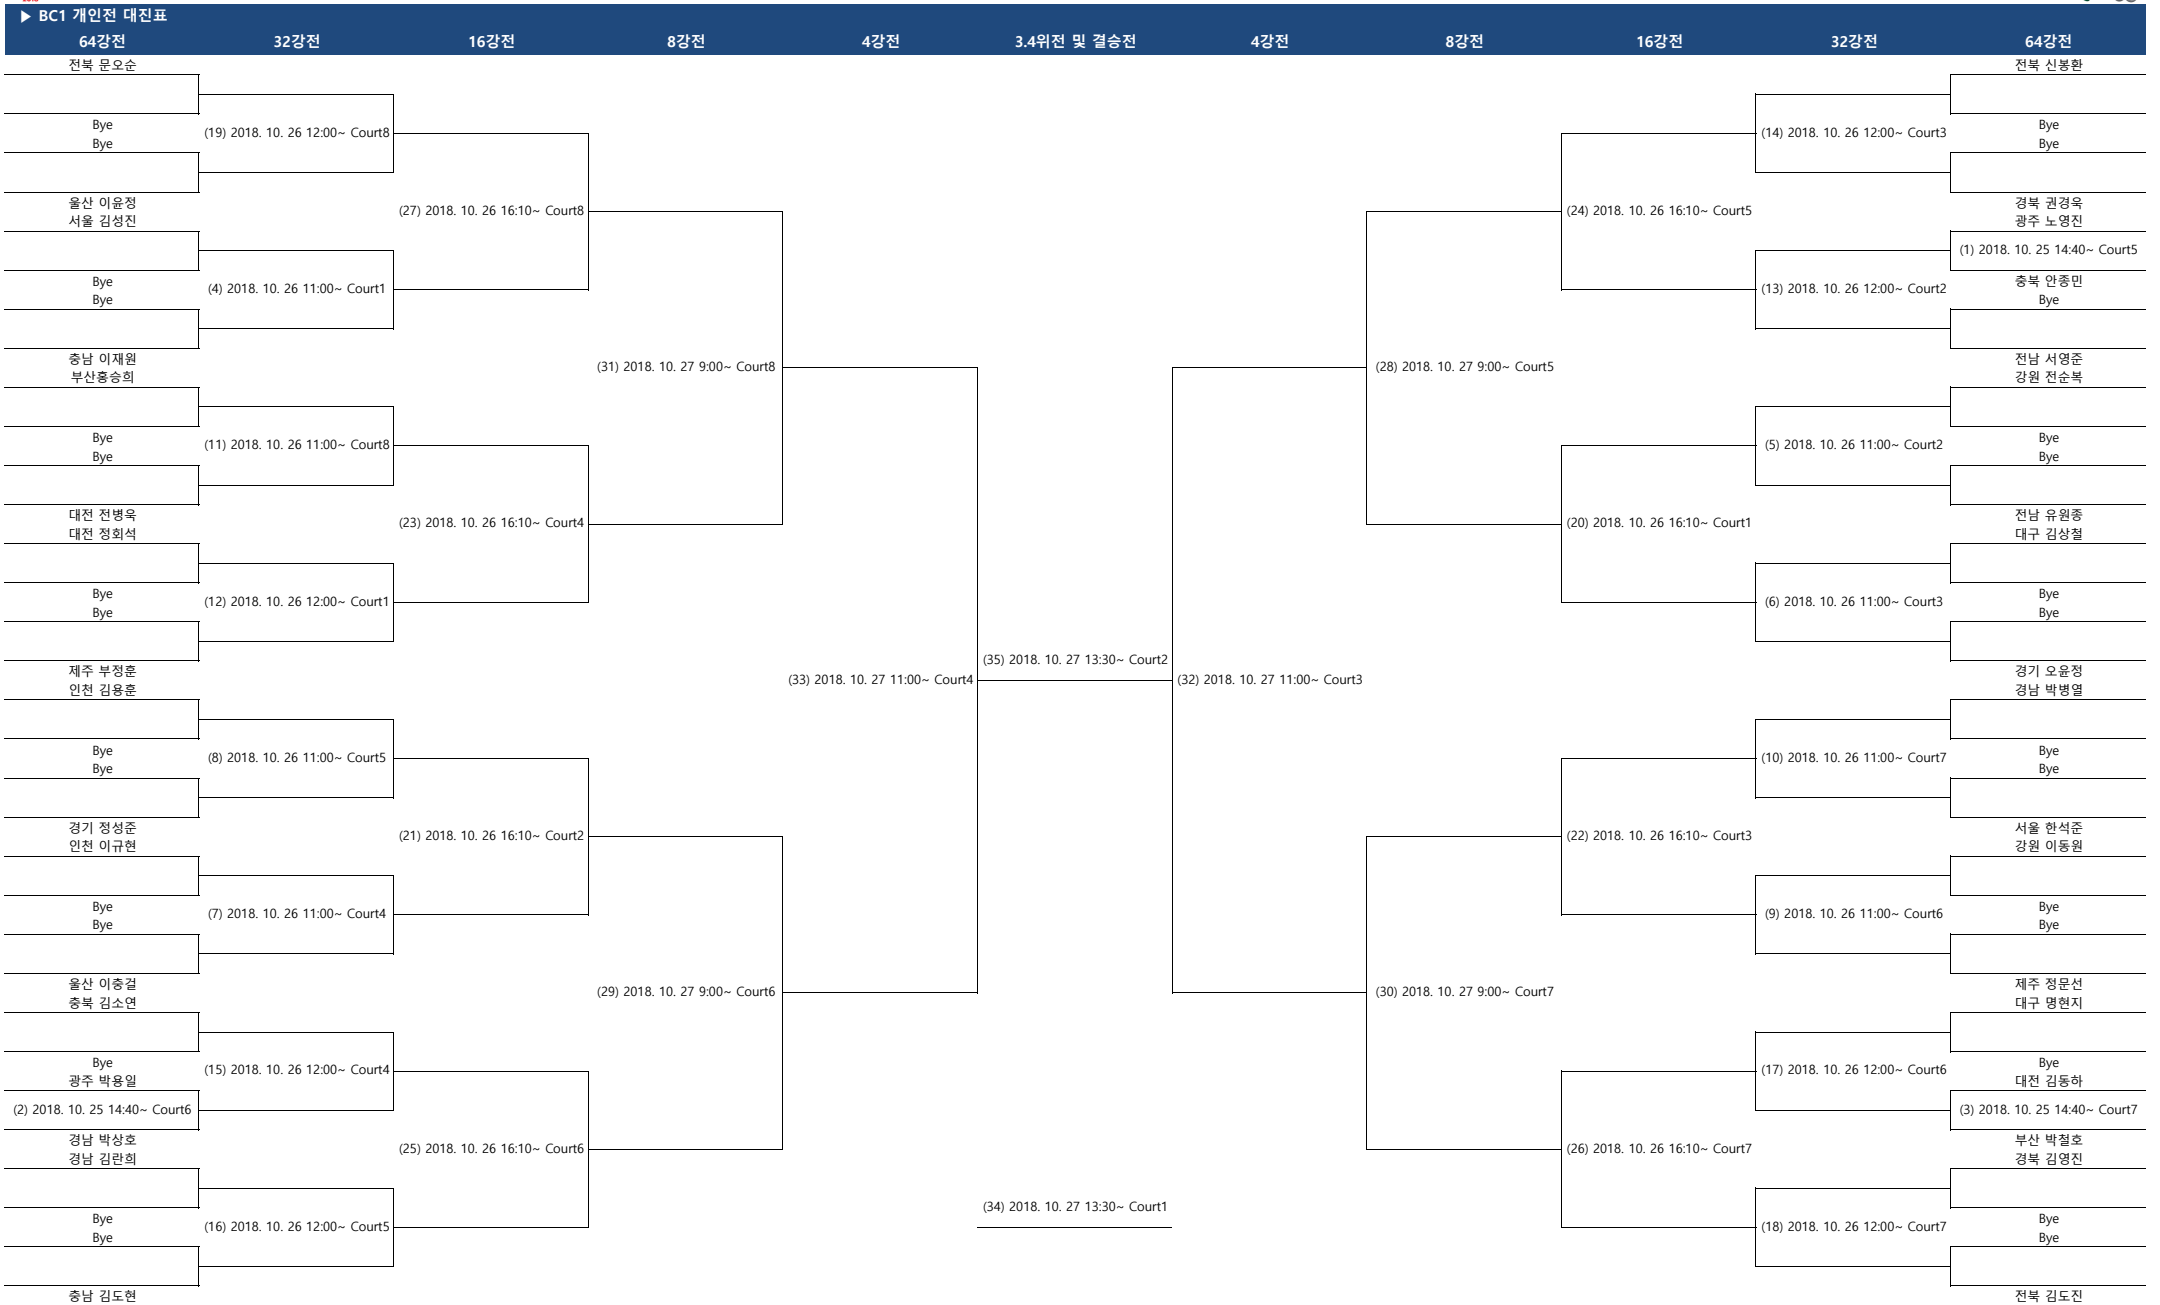 ▶ BC1 개인전 대진표
64강전 32강전 16강전 8강전 4강전 3.4위전 및 결승전 4강전 8강전 16강전 32강전 64강전
전북 문오순 전북 신봉환
Bye (19) 2018. 10. 26 12:00~ Court8 (14) 2018. 10. 26 12:00~ Court3 Bye
Bye Bye
울산 이윤정 경북 권경욱
서울 김성진 (27) 2018. 10. 26 16:10~ Court8 (24) 2018. 10. 26 16:10~ Court5 광주 노영진
(1) 2018. 10. 25 14:40~ Court5
Bye (4) 2018. 10. 26 11:00~ Court1 (13) 2018. 10. 26 12:00~ Court2 충북 안종민
Bye Bye
충남 이재원 (31) 2018. 10. 27 9:00~ Court8 (28) 2018. 10. 27 9:00~ Court5 전남 서영준
부산홍승희 강원 전순복
Bye (11) 2018. 10. 26 11:00~ Court8 (5) 2018. 10. 26 11:00~ Court2 Bye
Bye Bye
대전 전병욱 전남 유원종
대전 정회석 (23) 2018. 10. 26 16:10~ Court4 (20) 2018. 10. 26 16:10~ Court1 대구 김상철
Bye (12) 2018. 10. 26 12:00~ Court1 (6) 2018. 10. 26 11:00~ Court3 Bye
Bye Bye
(35) 2018. 10. 27 13:30~ Court2
제주 부정훈 (33) 2018. 10. 27 11:00~ Court4 (32) 2018. 10. 27 11:00~ Court3 경기 오윤정
인천 김용훈 경남 박병열
Bye (8) 2018. 10. 26 11:00~ Court5 (10) 2018. 10. 26 11:00~ Court7 Bye
Bye Bye
경기 정성준 (21) 2018. 10. 26 16:10~ Court2 (22) 2018. 10. 26 16:10~ Court3 서울 한석준
인천 이규현 강원 이동원
Bye (7) 2018. 10. 26 11:00~ Court4 (9) 2018. 10. 26 11:00~ Court6 Bye
Bye Bye
울산 이충걸 (29) 2018. 10. 27 9:00~ Court6 (30) 2018. 10. 27 9:00~ Court7 제주 정문선
충북 김소연 대구 명현지
Bye (15) 2018. 10. 26 12:00~ Court4 (17) 2018. 10. 26 12:00~ Court6 Bye
광주 박용일 대전 김동하
(2) 2018. 10. 25 14:40~ Court6 (3) 2018. 10. 25 14:40~ Court7
경남 박상호 (25) 2018. 10. 26 16:10~ Court6 (26) 2018. 10. 26 16:10~ Court7 부산 박철호
경남 김란희 경북 김영진
(34) 2018. 10. 27 13:30~ Court1
Bye (16) 2018. 10. 26 12:00~ Court5 (18) 2018. 10. 26 12:00~ Court7 Bye
Bye Bye
충남 김도현 전북 김도진